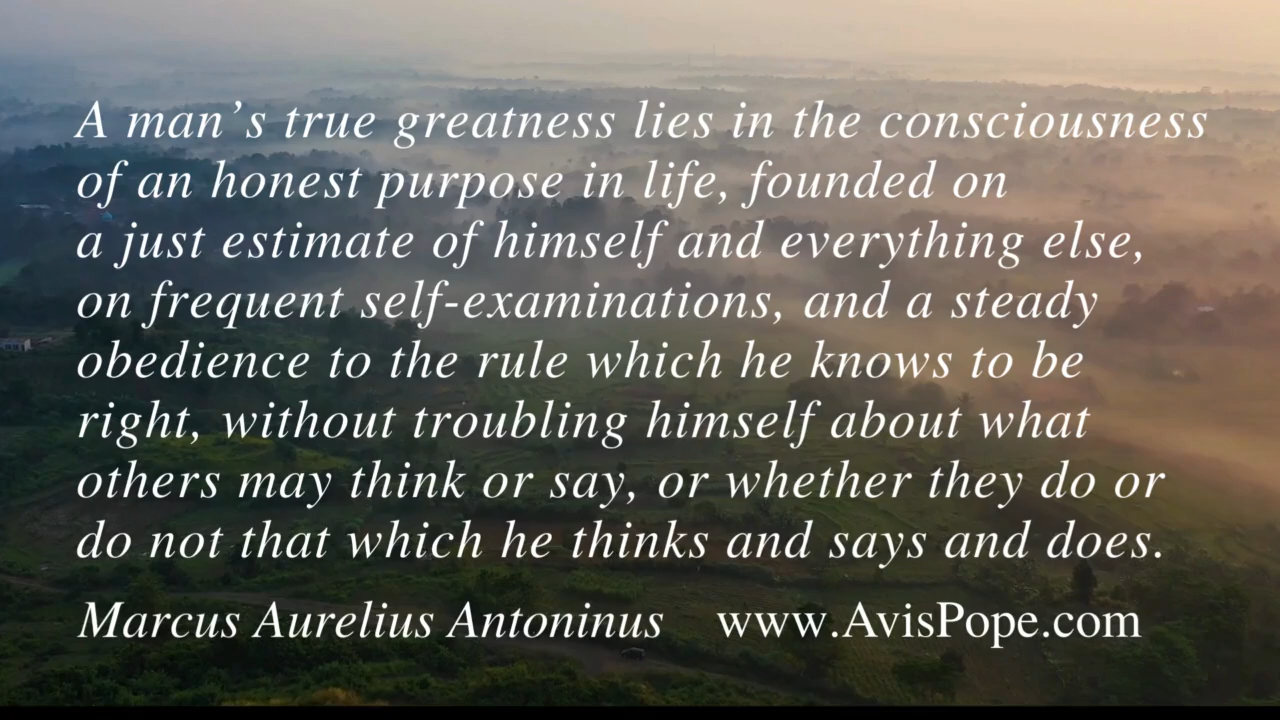 A man’s true greatness lies in the consciousness
of an honest purpose in life, founded on
a just estimate of himself and everything else,
on frequent self-examinations, and a steady
obedience to the rule which he knows to be
right, without troubling himself about what
others may think or say, or whether they do or
do not that which he thinks and says and does.
Marcus Aurelius Antoninus www.AvisPope.com